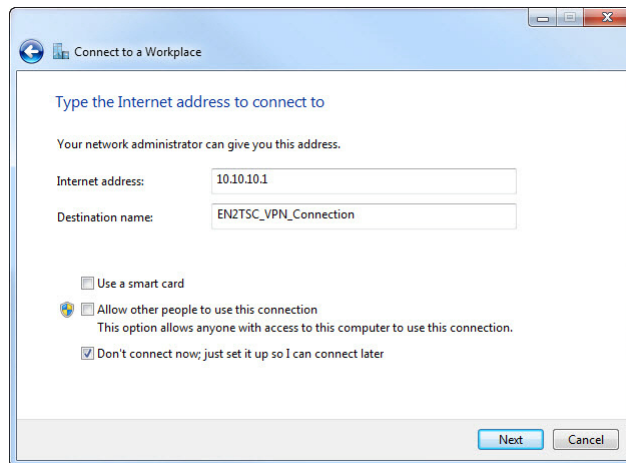 Connect to a Workplace
Type the Internet address to connect to
Your network administrator can give you this address.
Internet address:
10.10.10.1
Destination name:
EN2TSC_VPN_Connection
Use a smart card
Allow other people to use this connection
This option allows anyone with access to this computer to use this connection.
Don't connect now; just set it up so I can connect later
Next
Cancel